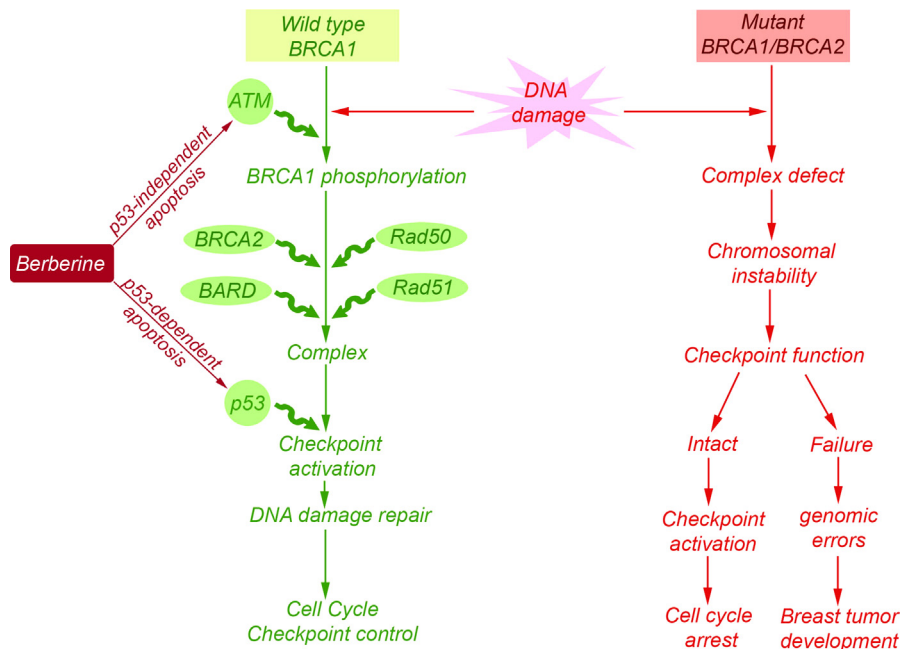 Wild type
BRCA1
Mutant
BRCA1/BRCA2
DNA
damage
ATM
p53-independent
apoptosis
BRCA1 phosphorylation
Complex defect
BRCA2
Rad50
Berberine
Chromosomal
instability
BARD
Rad51
p53-dependent
apoptosis
Complex
Checkpoint function
p53
Checkpoint
activation
Intact
Failure
DNA damage repair
Checkpoint
activation
genomic
errors
Cell Cycle
Checkpoint control
Cell cycle
arrest
Breast tumor
development